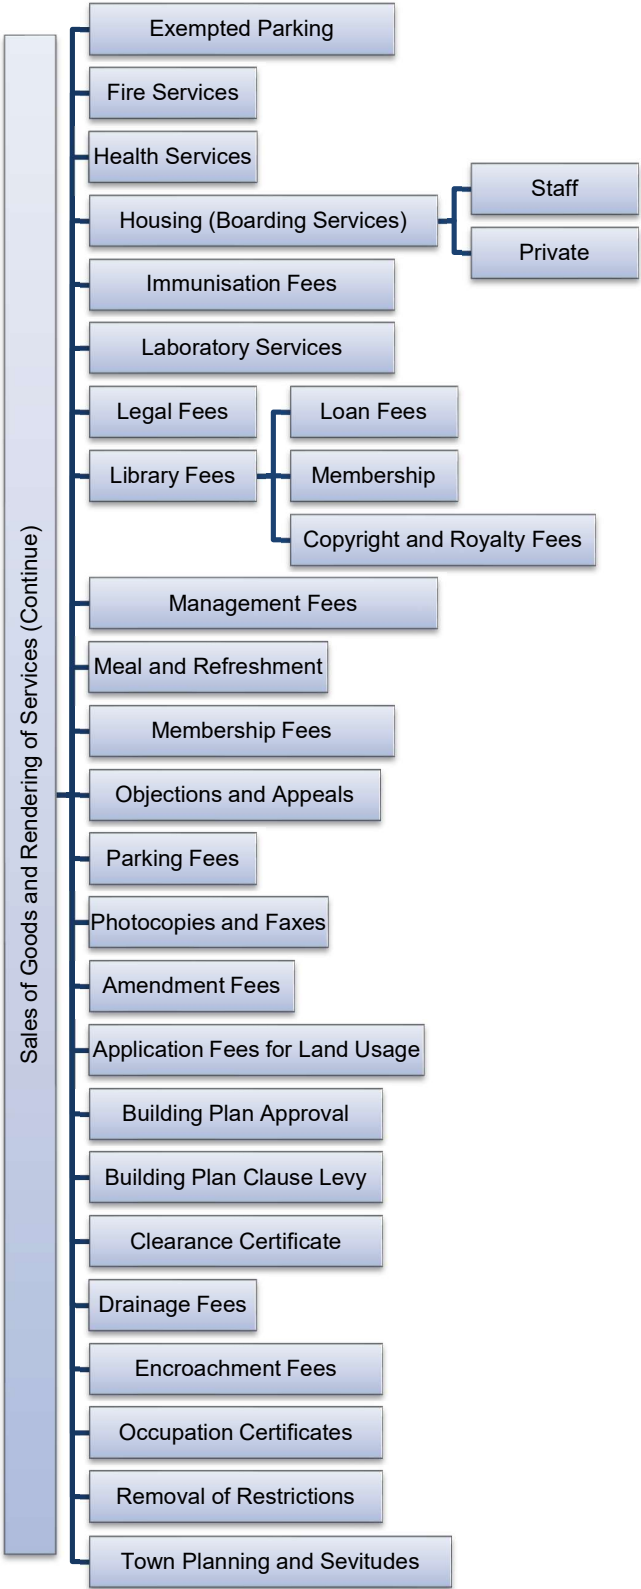 Sales of Goods and Rendering of Services (Continue)
Exempted Parking
Fire Services
Health Services
Housing (Boarding Services)
Staff
Private
Immunisation Fees
Laboratory Services
Legal Fees
Library Fees
Loan Fees
Membership
Copyright and Royalty Fees
Management Fees
Meal and Refreshment
Membership Fees
Objections and Appeals
Parking Fees
Photocopies and Faxes
Amendment Fees
Application Fees for Land Usage
Building Plan Approval
Building Plan Clause Levy
Clearance Certificate
Drainage Fees
Encroachment Fees
Occupation Certificates
Removal of Restrictions
Town Planning and Sevitudes